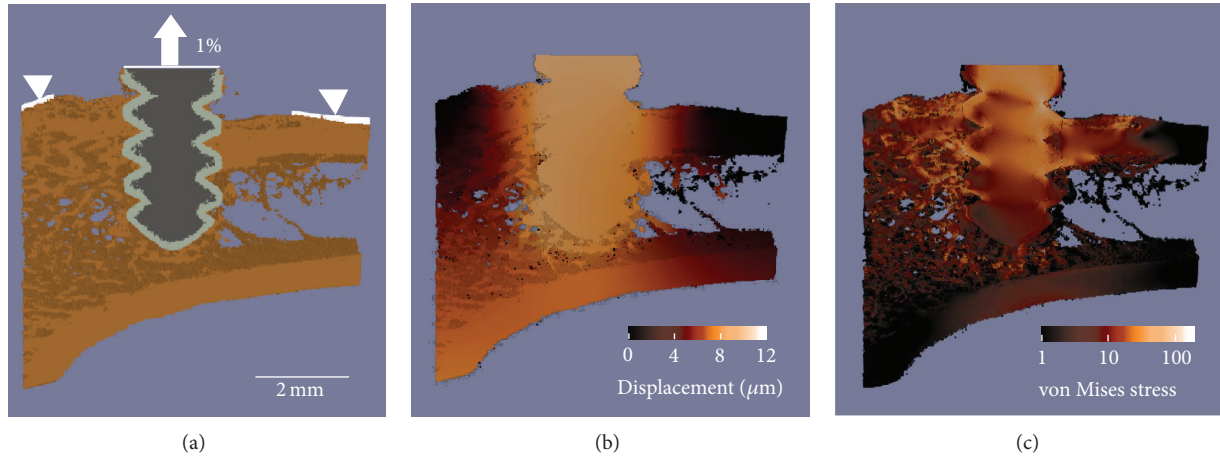 1%
2 mm
0 4 8 12
Displacement (μm)
1 10 100
von Mises stress
(a) (b) (c)